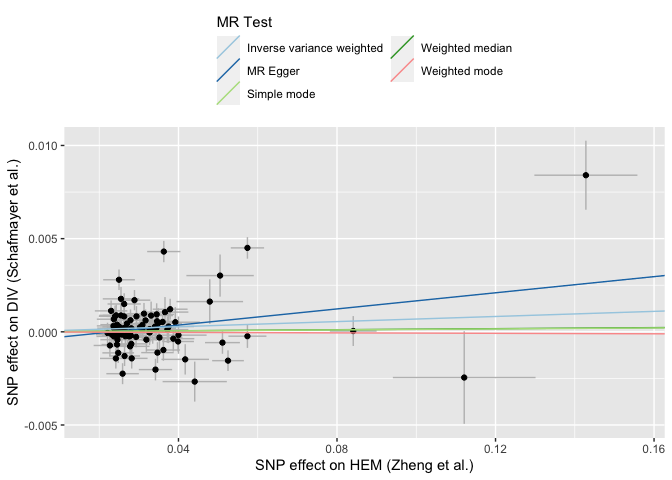 MR Test
Inverse variance weighted
Weighted median
MR Egger
Weighted mode
Simple mode
SNP effect on DIV (Schafmayer et al.)
0.010
0.005
0.000
-0.005
0.04
0.08
0.12
0.16
SNP effect on HEM (Zheng et al.)